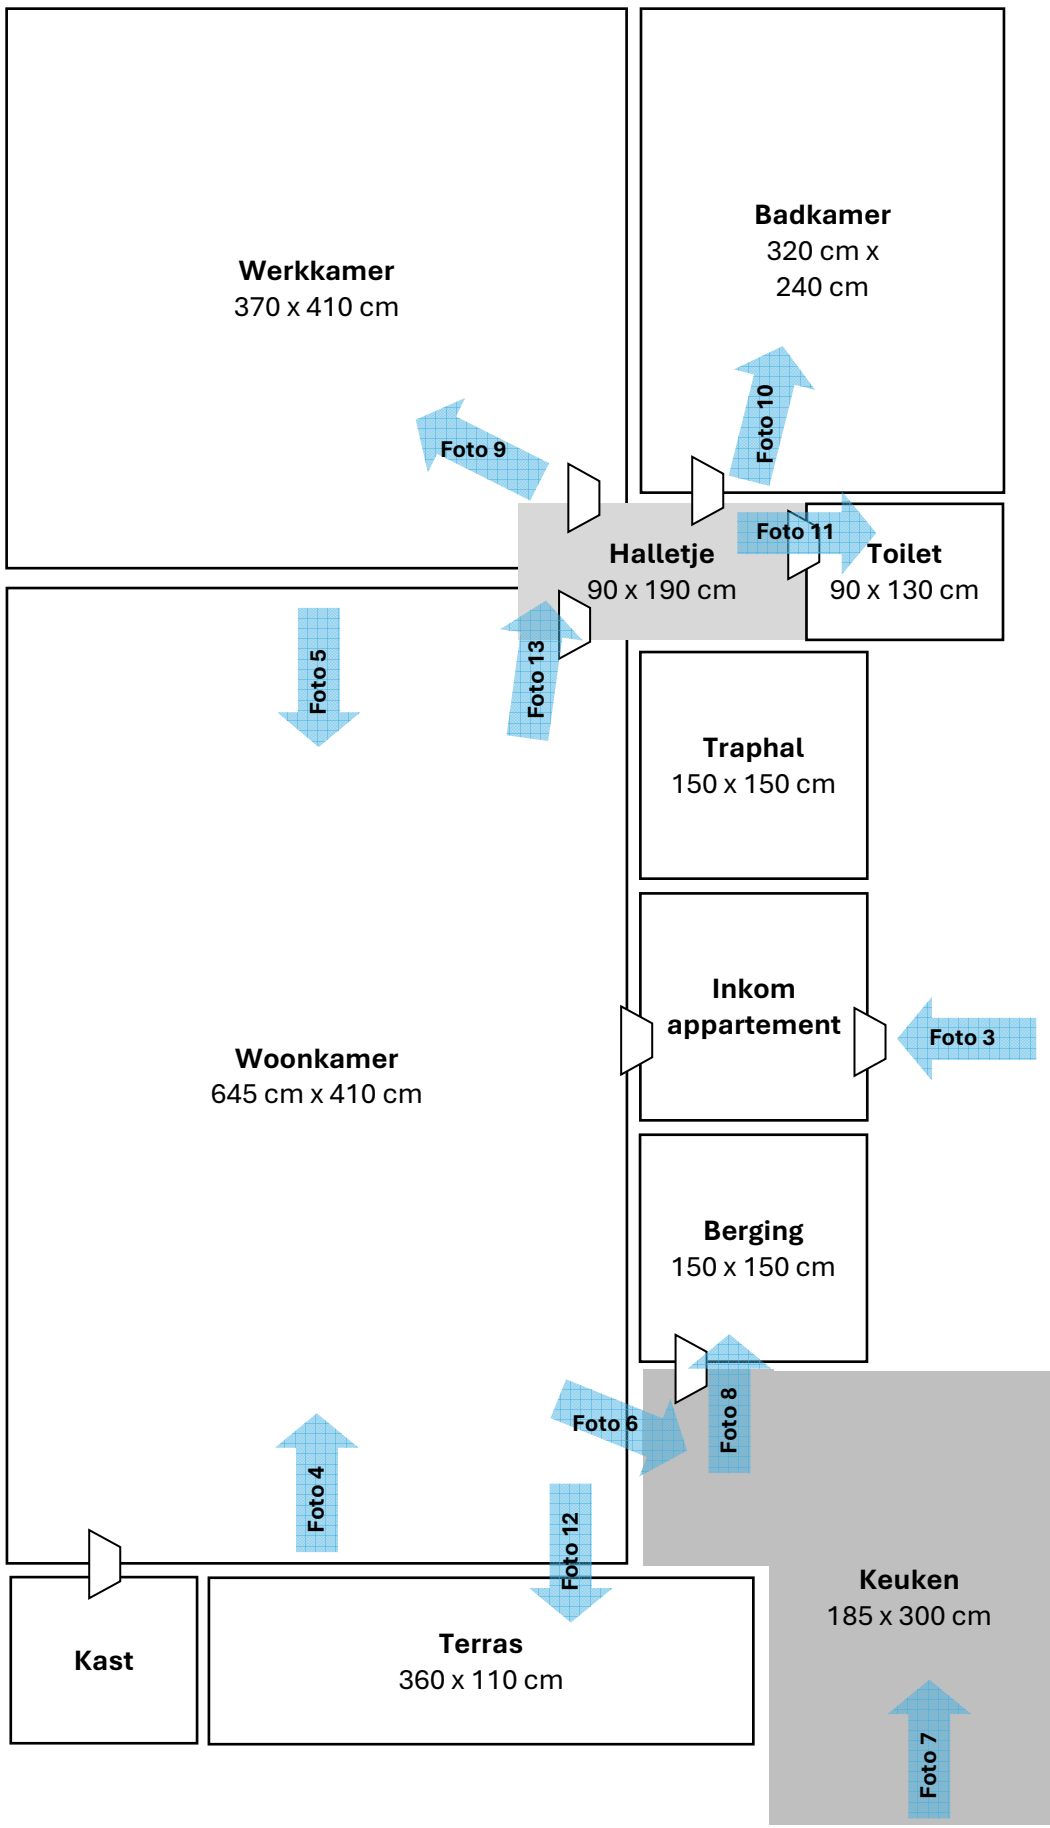 Badkamer
320 cm x
240 cm
Werkkamer
370 x 410 cm
Foto 10
Foto 9
Foto 11
Halletje
90 x 190 cm
Toilet
90 x 130 cm
Foto 5
Foto 13
Traphal
150 x 150 cm
Inkom
appartement
Foto 3
Woonkamer
645 cm x 410 cm
Berging
150 x 150 cm
Foto 6
Foto 8
Foto 4
Foto 12
Keuken
185 x 300 cm
Kast
Terras
360 x 110 cm
Foto 7